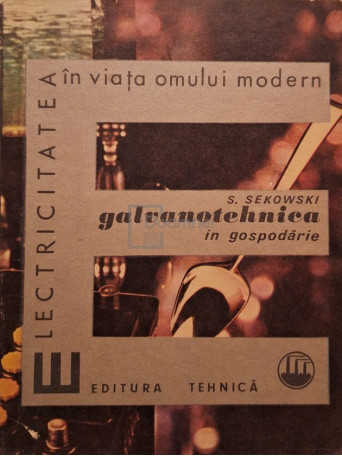 ELECTRICITATEA
în viața omului modern
S. SEKOWSKI
galvanotehnica
în gospodărie
EDITURA TEHNICĂ